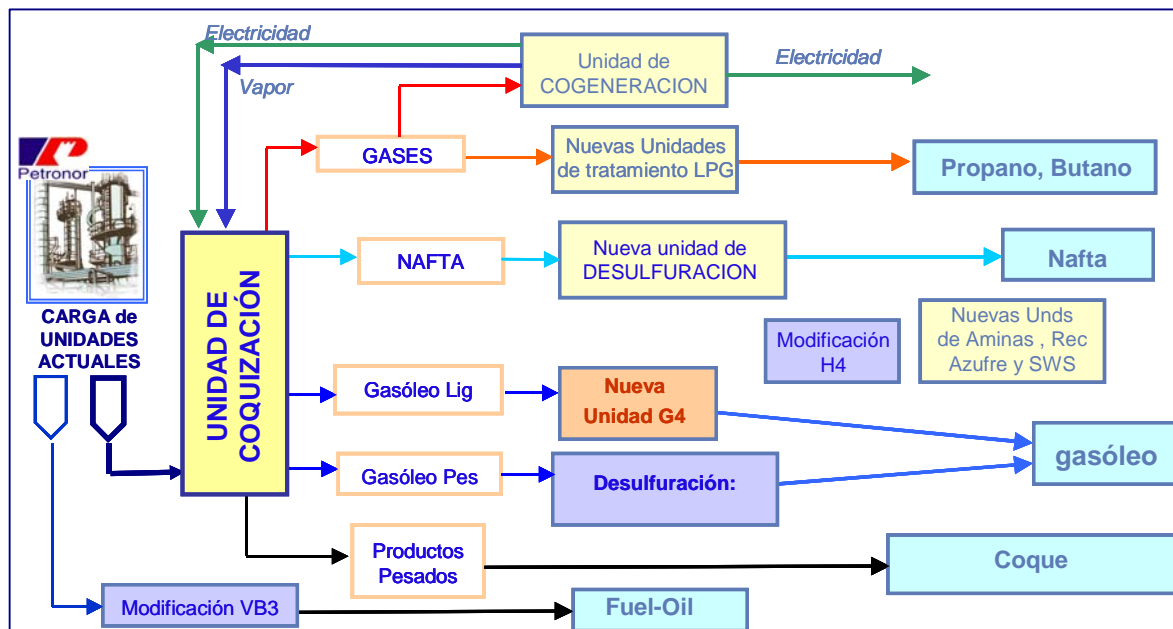 Electricidad
Vapor
Unidad de
COGENERACION
Electricidad
Petronor
GASES
Nuevas Unidades
de tratamiento LPG
Propano, Butano
NAFTA
Nueva unidad de
DESULFURACION
Nafta
CARGA de
UNIDADES
ACTUALES
UNIDAD DE
COQUIZACIÓN
Modificación
H4
Nuevas Unds
de Aminas , Rec
Azufre y SWS
Gasóleo Lig
Nueva
Unidad G4
gasóleo
Gasóleo Pes
Desulfuración:
Productos
Pesados
Coque
Modificación VB3
Fuel-Oil